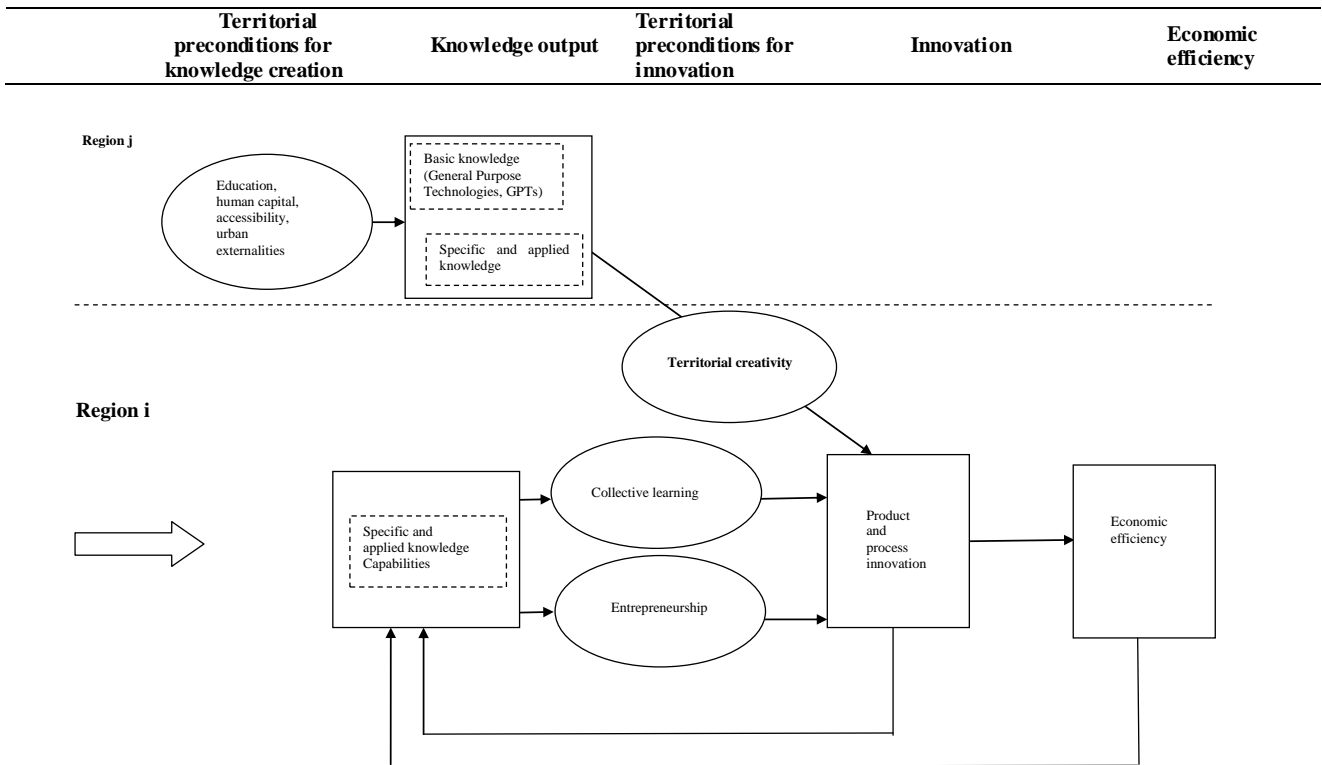 Territorial
preconditions for
knowledge creation
Knowledge output
Territorial
preconditions for
innovation
Innovation
Economic
efficiency
Region j
Education,
human capital,
accessibility,
urban
externalities
Basic knowledge
(General Purpose
Technologies, GPTs)
Specific and applied
knowledge
Territorial creativity
Region i
Specific and
applied knowledge
Capabilities
Collective learning
Entrepreneurship
Product
and
process
innovation
Economic
efficiency